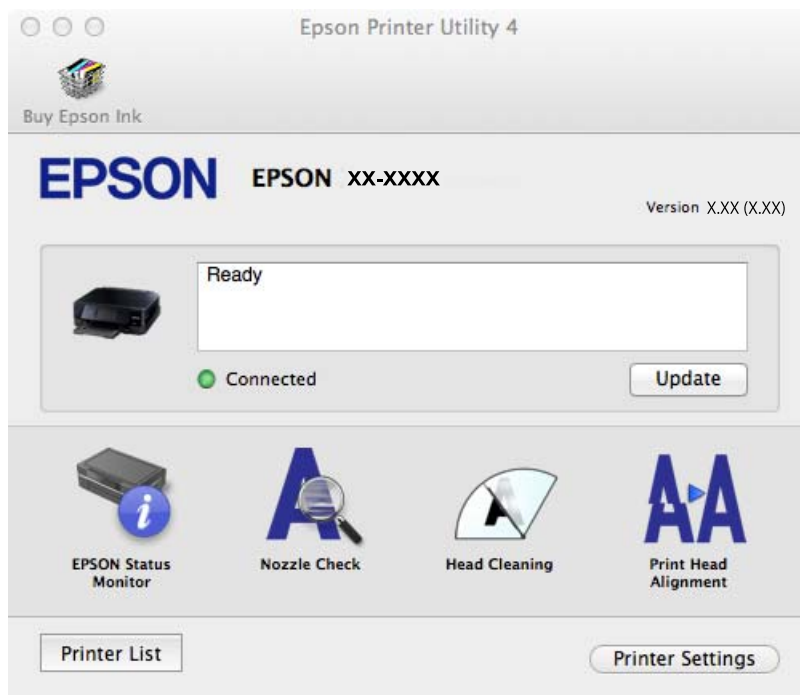 Epson Printer Utility 4
Buy Epson Ink
EPSON
EPSON XX-XXXX
Version X.XX (X.XX)
Ready
Connected
Update
EPSON Status
Monitor
Nozzle Check
Head Cleaning
Print Head
Alignment
Printer List
Printer Settings